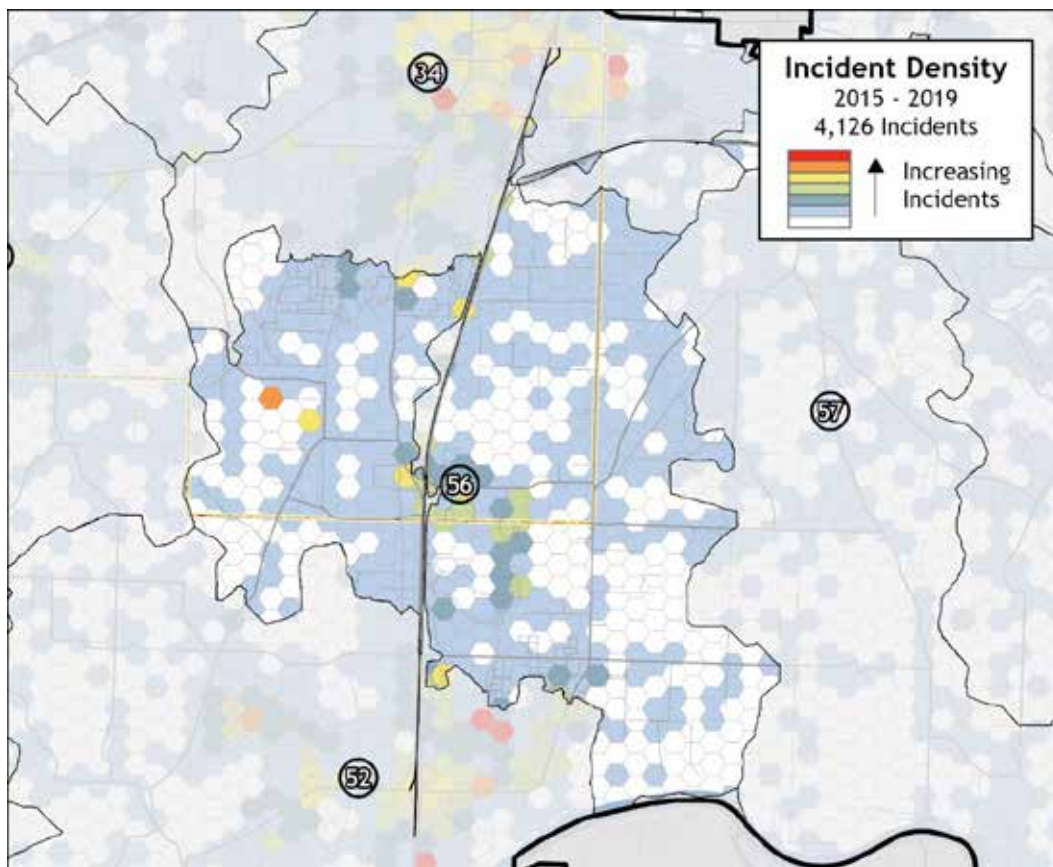 34
Incident Density
2015 - 2019
4,126 Incidents
Increasing
Incidents
57
56
52